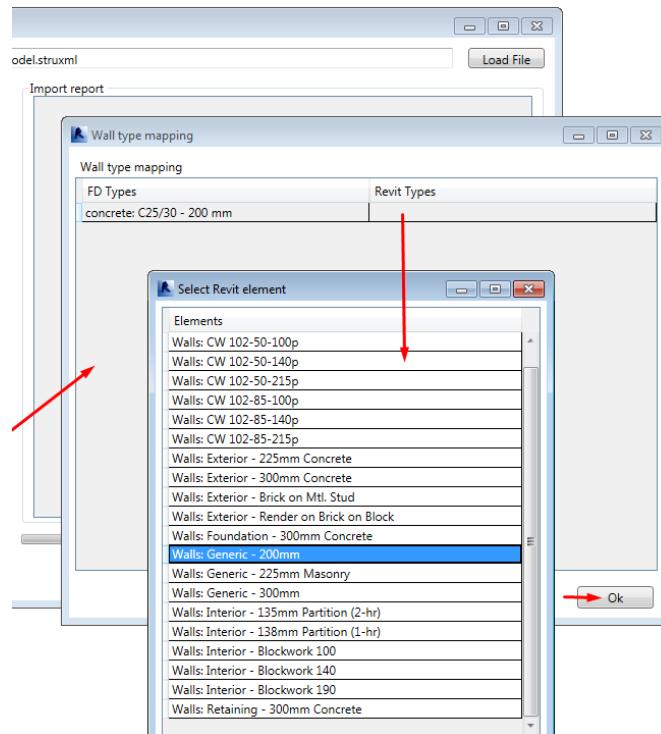 odel.struxml
Load File
Import report
Wall type mapping
Wall type mapping
FD Types
Revit Types
concrete: C25/30 - 200 mm
Select Revit element
Elements
Walls: CW 102-50-100p
Walls: CW 102-50-140p
Walls: CW 102-50-215p
Walls: CW 102-85-100p
Walls: CW 102-85-140p
Walls: CW 102-85-215p
Walls: Exterior - 225mm Concrete
Walls: Exterior - 300mm Concrete
Walls: Exterior - Brick on Mtl. Stud
Walls: Exterior - Render on Brick on Block
Walls: Foundation - 300mm Concrete
Walls: Generic - 200mm
Walls: Generic - 225mm Masonry
Walls: Generic - 300mm
Ok
Walls: Interior - 135mm Partition (2-hr)
Walls: Interior - 138mm Partition (1-hr)
Walls: Interior - Blockwork 100
Walls: Interior - Blockwork 140
Walls: Interior - Blockwork 190
Walls: Retaining - 300mm Concrete